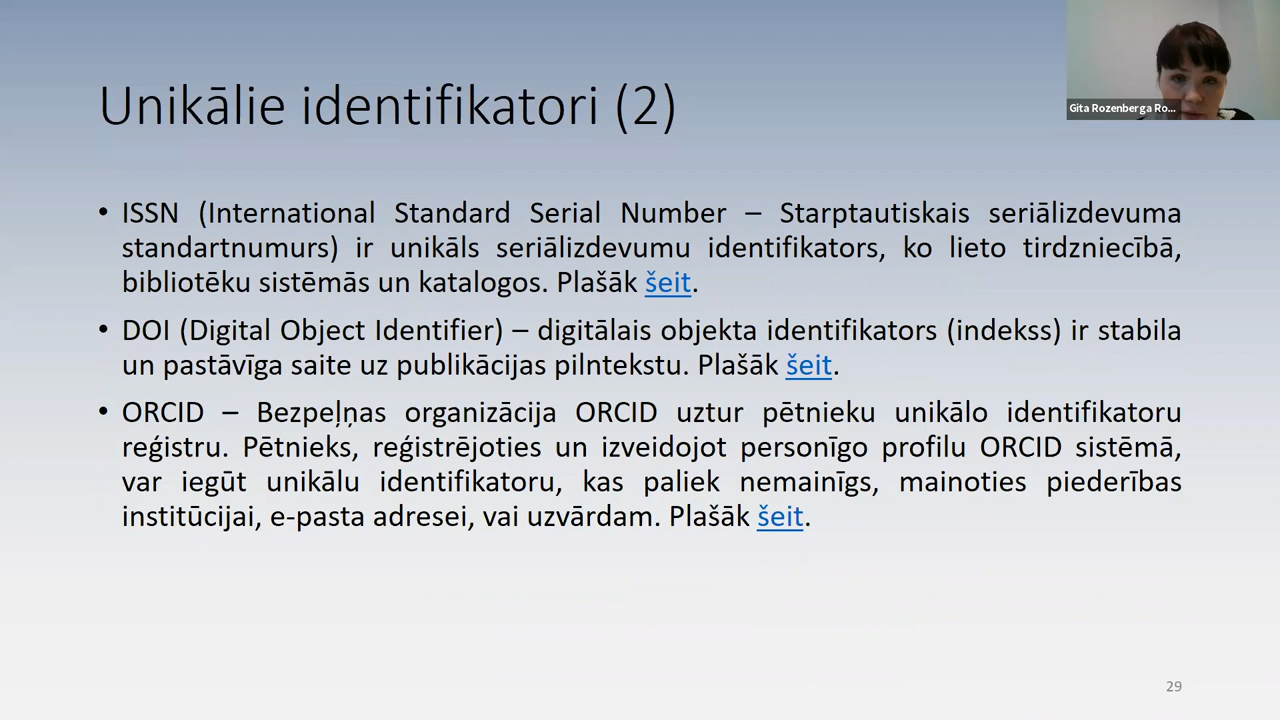 Gita Rozenberga Ro...
Unikālie identifikatori (2)
• ISSN (International Standard Serial Number – Starptautiskais seriālizdevuma
standartnumurs) ir unikāls seriālizdevumu identifikators, ko lieto tirdzniecībā,
bibliotēku sistēmās un katalogos. Plašāk šeit.
• DOI (Digital Object Identifier) – digitālais objekta identifikators (indekss) ir stabila
un pastāvīga saite uz publikācijas pilntekstu. Plašāk šeit.
• ORCID – Bezpeļņas organizācija ORCID uztur pētnieku unikālo identifikatoru
reģistru. Pētnieks, reģistrējoties un izveidojot personīgo profilu ORCID sistēmā,
var iegūt unikālu identifikatoru, kas paliek nemainīgs, mainoties piederības
institūcijai, e-pasta adresei, vai uzvārdam. Plašāk šeit.
29